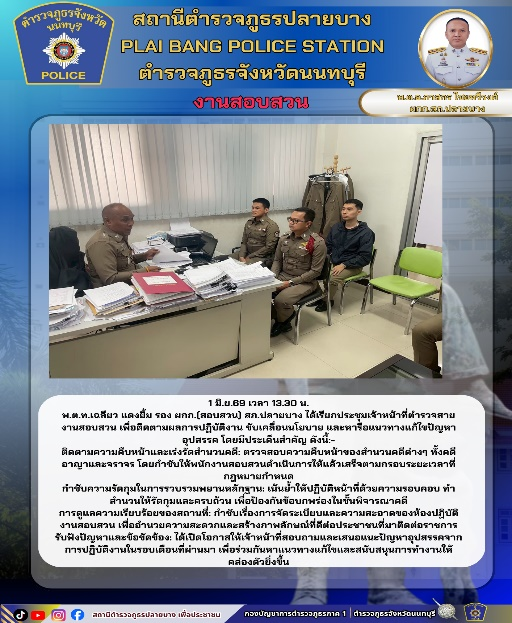 ตำรวจภูธรจังหวัด
นนทบุรี
POLICE
สถานีตำรวจภูธรปลายบาง
PLAI BANG POLICE STATION
ตำรวจภูธรจังหวัดนนทบุรี
งานสอบสวน
ผกก.สภ.ปลายบาง
1 มิ.ย.69 เวลา 13.30 น.
พ.ต.ท.เฉลียว แดงยิ้ม รอง ผกก.(สอบสวน) สภ.ปลายบาง ได้เรียกประชุมเจ้าหน้าที่ตำรวจสาย
งานสอบสวน เพื่อติดตามผลการปฏิบัติงาน ขับเคลื่อนนโยบาย และหารือแนวทางแก้ไขปัญหา
อุปสรรค โดยมีประเด็นสำคัญ ดังนี้:-
ติดตามความคืบหน้าและเร่งรัดสำนวนคดี: ตรวจสอบความคืบหน้าของสำนวนคดีต่างๆ ทั้งคดี
อาญาและจราจร โดยกำชับให้พนักงานสอบสวนดำเนินการให้แล้วเสร็จตามกรอบระยะเวลาที่
กฎหมายกำหนด
กำชับความรัดกุมในการรวบรวมพยานหลักฐาน: เน้นย้ำให้ปฏิบัติหน้าที่ด้วยความรอบคอบ ทำ
สำนวนให้รัดกุมและครบถ้วน เพื่อป้องกันข้อบกพร่องในชั้นพิจารณาคดี
การดูแลความเรียบร้อยของสถานที่: กำชับเรื่องการจัดระเบียบและความสะอาดของห้องปฏิบัติ
งานสอบสวน เพื่ออำนวยความสะดวกและสร้างภาพลักษณ์ที่ดีต่อประชาชนที่มาติดต่อราชการ
รับฟังปัญหาและข้อขัดข้อง: ได้เปิดโอกาสให้เจ้าหน้าที่สอบถามและเสนอแนะปัญหาอุปสรรคจาก
การปฏิบัติงานในรอบเดือนที่ผ่านมา เพื่อร่วมกันหาแนวทางแก้ไขและสนับสนุนการทำงานให้
คล่องตัวยิ่งขึ้น
สถานีตำรวจภูธรปลายบาง เพื่อประชาชน
กองบัญชาการตำรวจภูธรภาค 1 | ตำรวจภูธรจังหวัดนนทบุรี